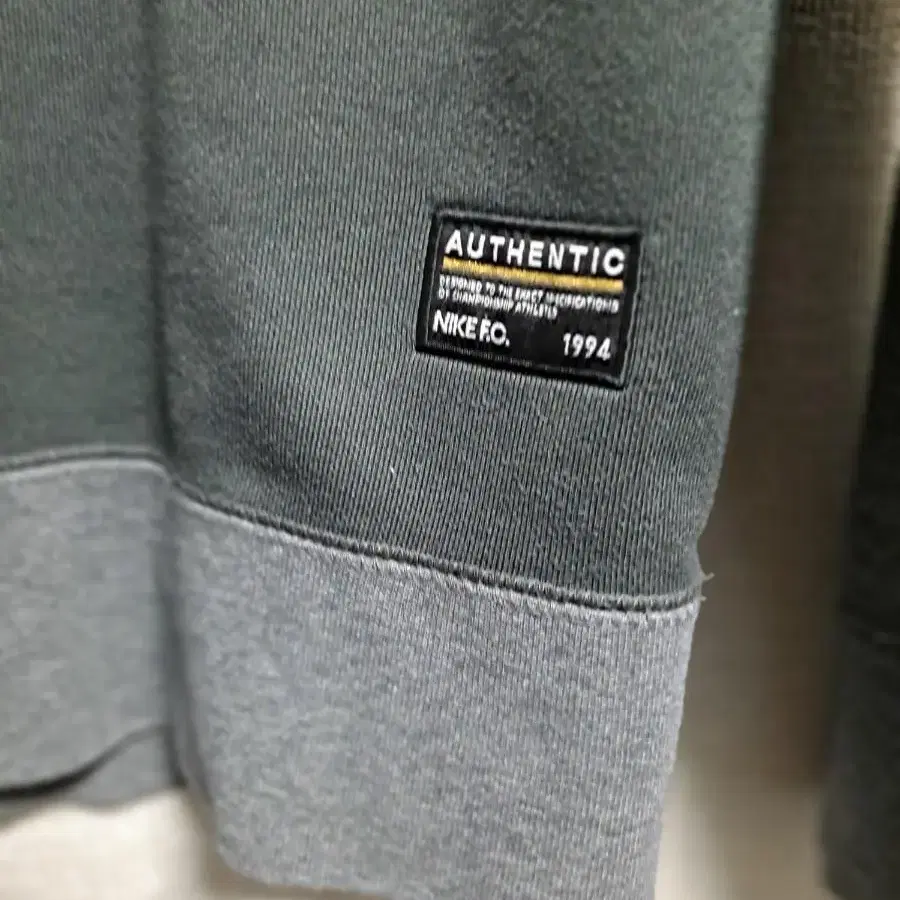 AUTHENTIC
DESIGNED TO THE EXACT SPECIFICATIONS
OF CHAMPIONSHIP ATHLETES
NIKE F.C. 1994